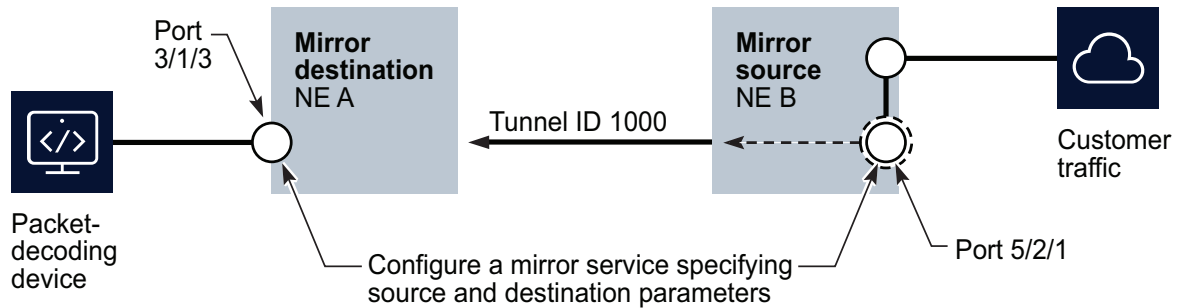 Port
3/1/3
Mirror
destination
NE A
Mirror
source
NE B
Tunnel ID 1000
</>
Customer
traffic
Packet-
decoding
device
Port 5/2/1
Configure a mirror service specifying
source and destination parameters